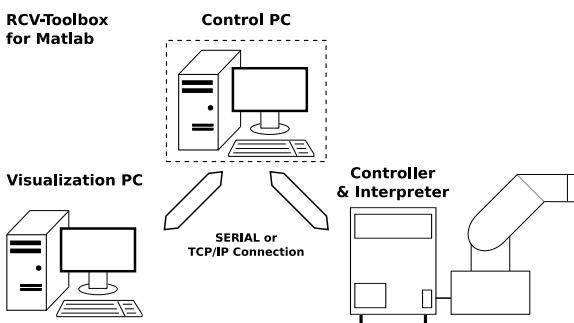 RCV-Toolbox
for Matlab
Control PC
Visualization PC
Controller
& Interpreter
SERIAL or
TCP/IP Connection